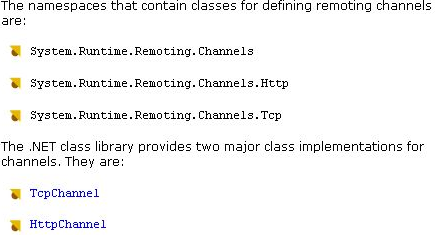 The namespaces that contain classes for defining remoting channels
are:
System.Runtime.Remoting.Channels
System.Runtime.Remoting.Channels.Http
System.Runtime.Remoting.Channels.Tcp
The .NET class library provides two major class implementations for
channels. They are:
TcpChannel
HttpChannel